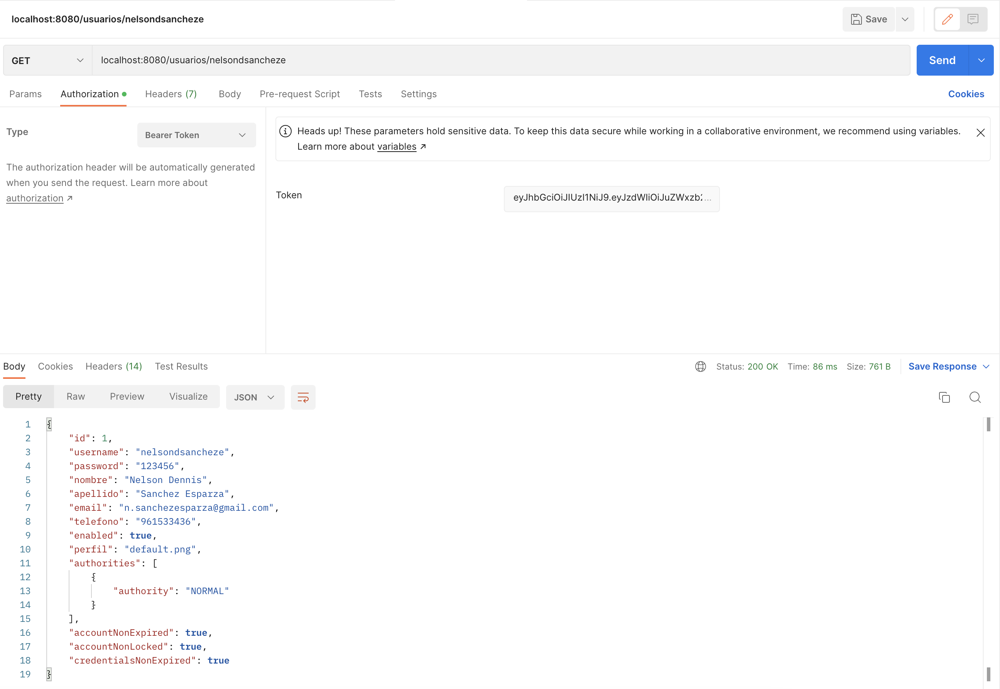 localhost:8080/usuarios/nelsondsancheze
Save
GET
localhost:8080/usuarios/nelsondsancheze
Send
Params Authorization Headers (7) Body Pre-request Script Tests Settings Cookies
Type
Bearer Token
The authorization header will be automatically generated
when you send the request. Learn more about
authorization ↗
Heads up! These parameters hold sensitive data. To keep this data secure while working in a collaborative environment, we recommend using variables.
Learn more about variables ↗
Token
eyJhbGciOiJIUzI1NiJ9.eyJzdWIiOiJuZWxzb2...
Body Cookies Headers (14) Test Results Status: 200 OK Time: 86 ms Size: 761 B Save Response
Pretty Raw Preview Visualize JSON
1 {
2 "id": 1,
3 "username": "nelsondsancheze",
4 "password": "123456",
5 "nombre": "Nelson Dennis",
6 "apellido": "Sanchez Esparza",
7 "email": "n.sanchezesparza@gmail.com",
8 "telefono": "961533436",
9 "enabled": true,
10 "perfil": "default.png",
11 "authorities": [
12 {
13 "authority": "NORMAL"
14 }
15 ],
16 "accountNonExpired": true,
17 "accountNonLocked": true,
18 "credentialsNonExpired": true
19 }